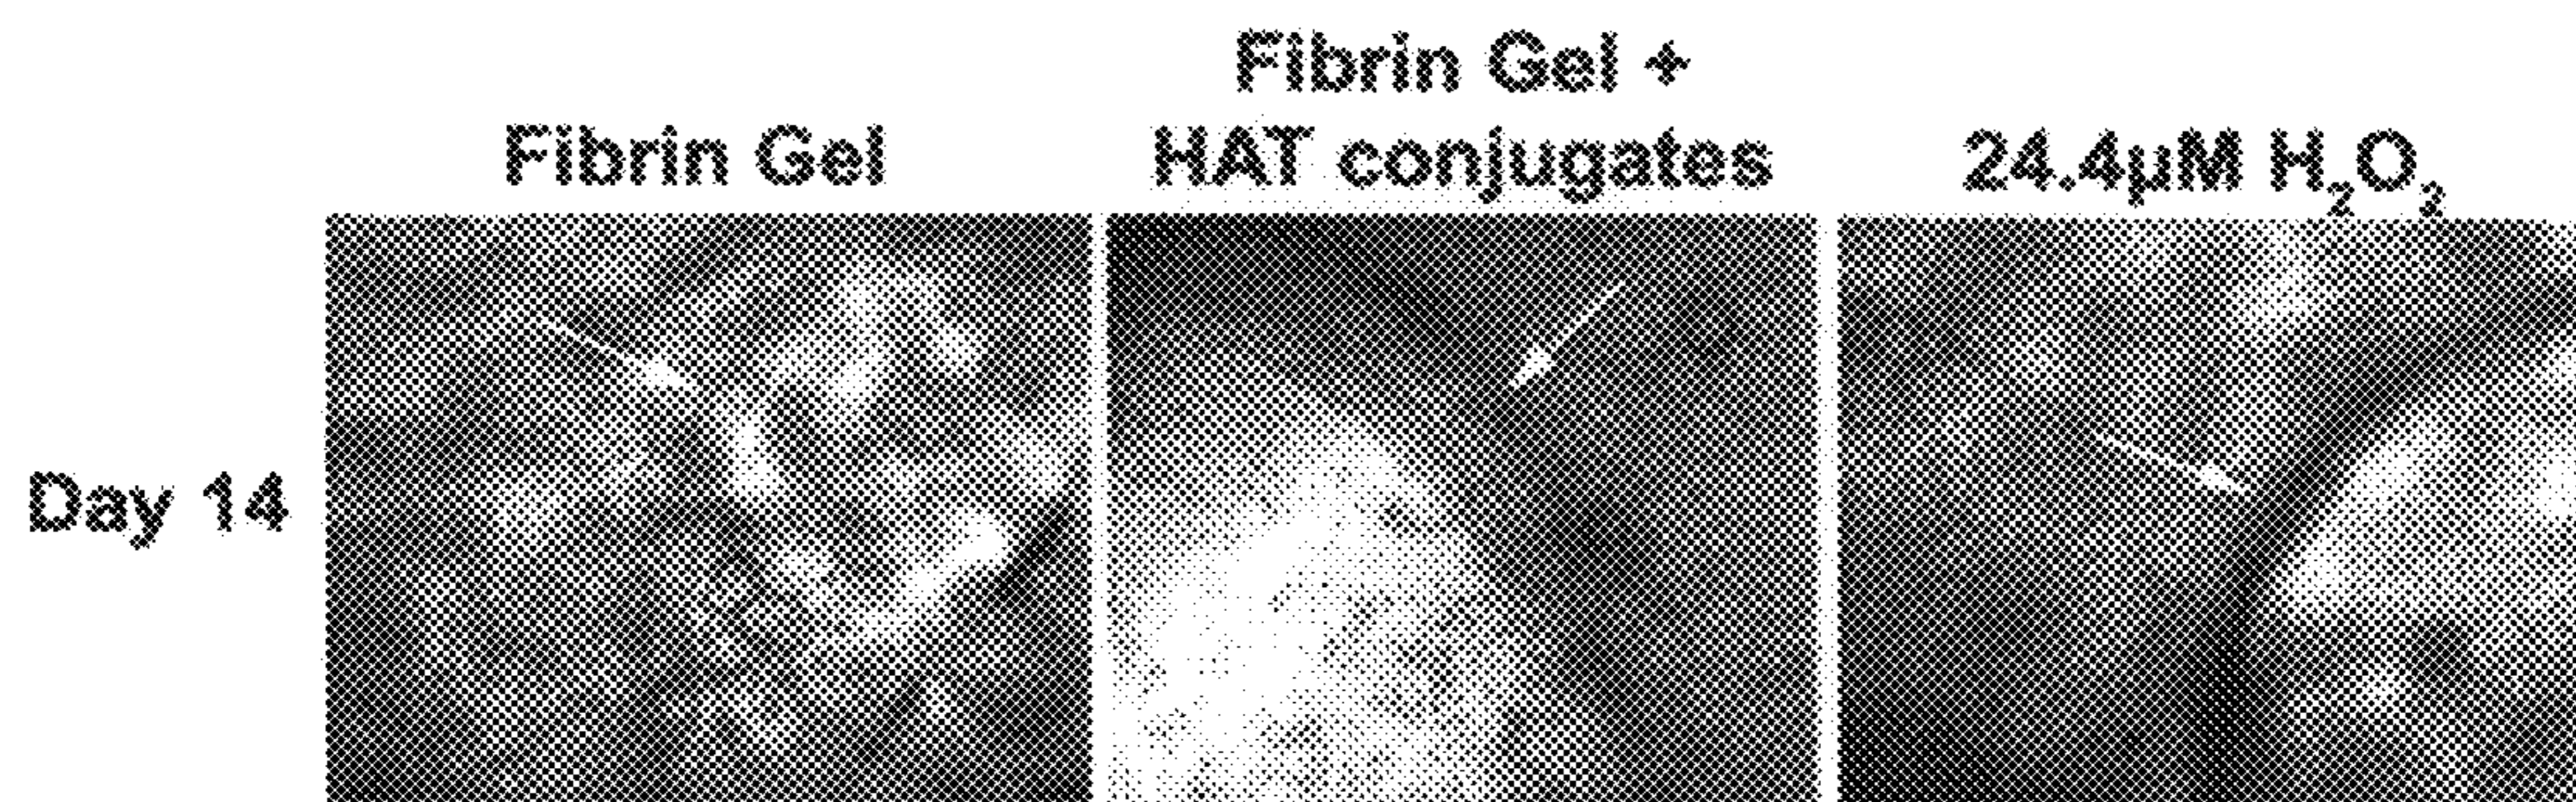 Fibrin Gel
Fibrin Gel +
HAT conjugates
24.4µM H₂O₂
Day 14